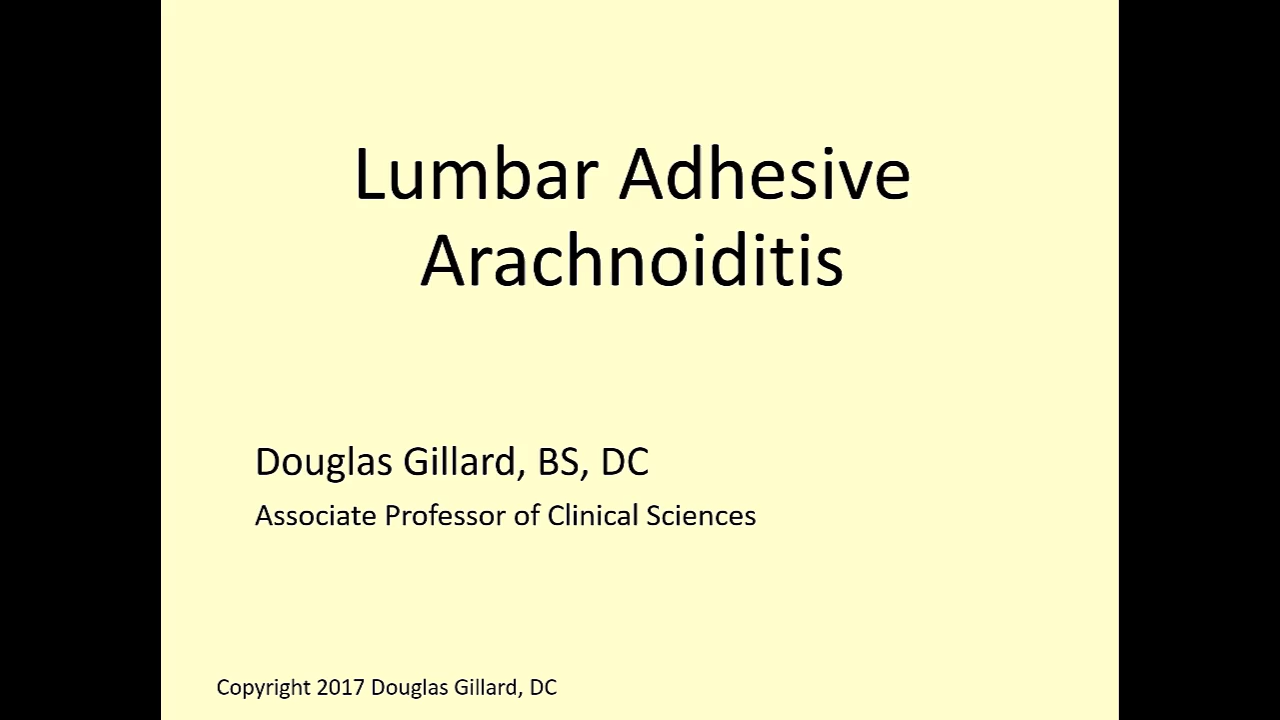 Lumbar Adhesive
Arachnoiditis
Douglas Gillard, BS, DC
Associate Professor of Clinical Sciences
Copyright 2017 Douglas Gillard, DC